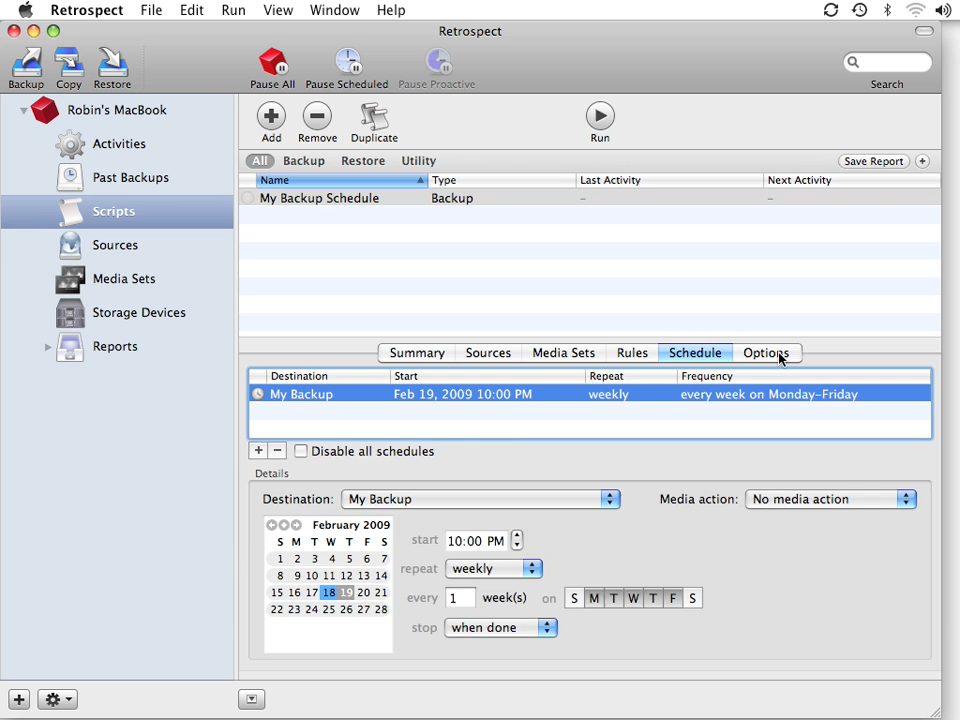 Retrospect File Edit Run View Window Help
Retrospect
Backup Copy Restore Pause All Pause Scheduled Pause Proactive Search
Robin's MacBook
Activities
Past Backups
Scripts
Sources
Media Sets
Storage Devices
Reports
Add Remove Duplicate Run
All Backup Restore Utility Save Report
Name Type Last Activity Next Activity
My Backup Schedule Backup – –
Summary Sources Media Sets Rules Schedule Options
Destination Start Repeat Frequency
My Backup Feb 19, 2009 10:00 PM weekly every week on Monday–Friday
+ − Disable all schedules
Details
Destination: My Backup Media action: No media action
February 2009
S M T W T F S
1 2 3 4 5 6 7
8 9 10 11 12 13 14
15 16 17 18 19 20 21
22 23 24 25 26 27 28
start 10:00 PM
repeat weekly
every 1 week(s) on S M T W T F S
stop when done